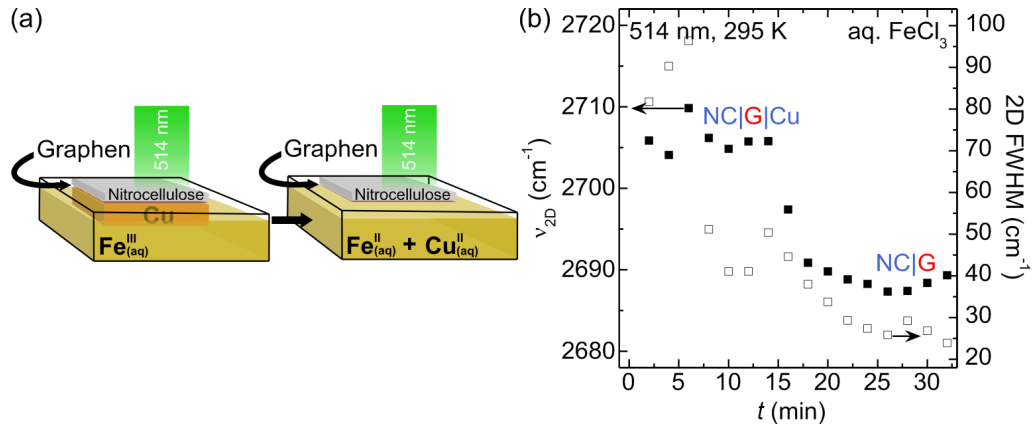 (a)
514 nm
Graphen
Nitrocellulose
Cu
Fe^III_(aq)
514 nm
Graphen
Nitrocellulose
Fe^II_(aq) + Cu^II_(aq)
(b)
514 nm, 295 K
aq. FeCl₃
NC|G|Cu
NC|G
ν₂D (cm⁻¹)
2720
2710
2700
2690
2680
2D FWHM (cm⁻¹)
100
90
80
70
60
50
40
30
20
0 5 10 15 20 25 30
t (min)